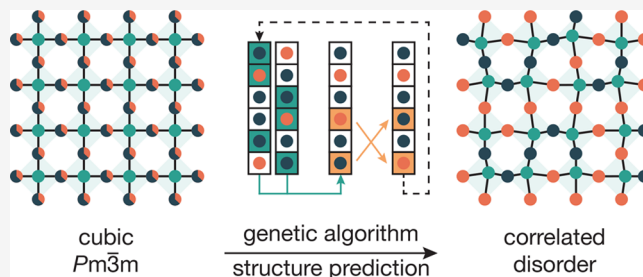 cubic
Pm3̅m
genetic algorithm
structure prediction
correlated
disorder